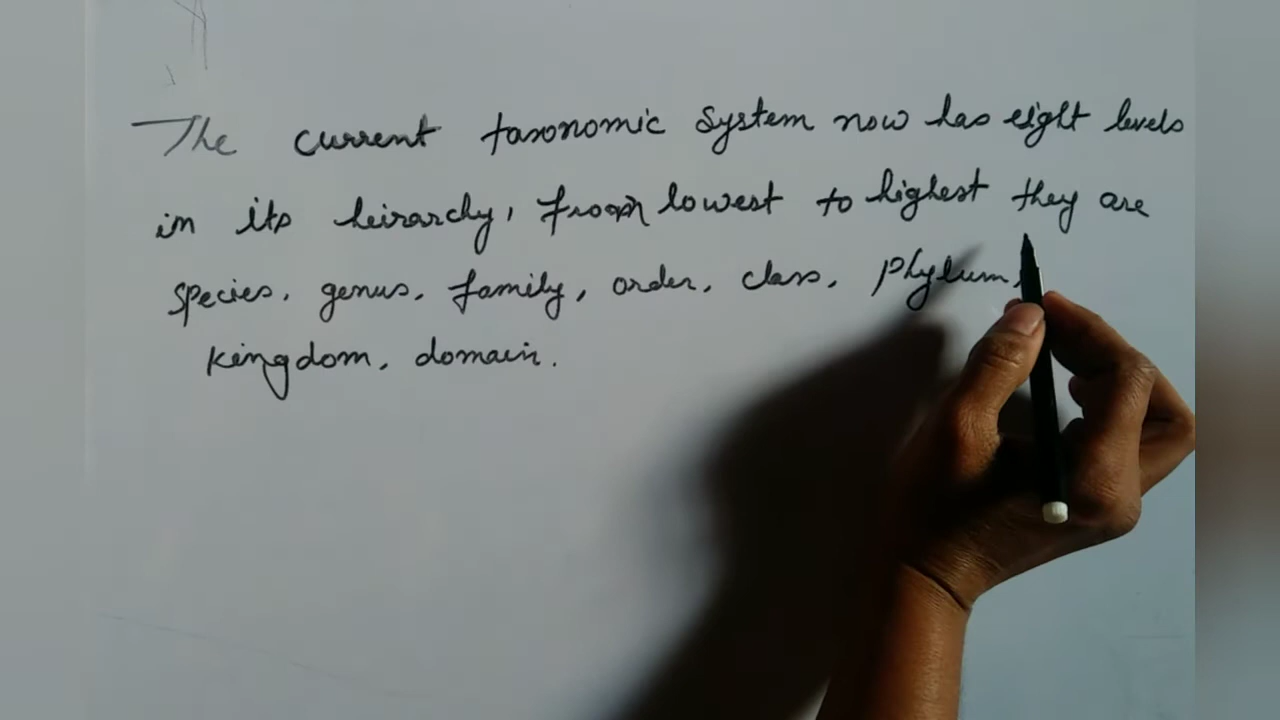 The current taxonomic system now has eight levels
in its heirarchy, from lowest to highest they are
species, genus, family, order, class, phylum,
kingdom, domain.